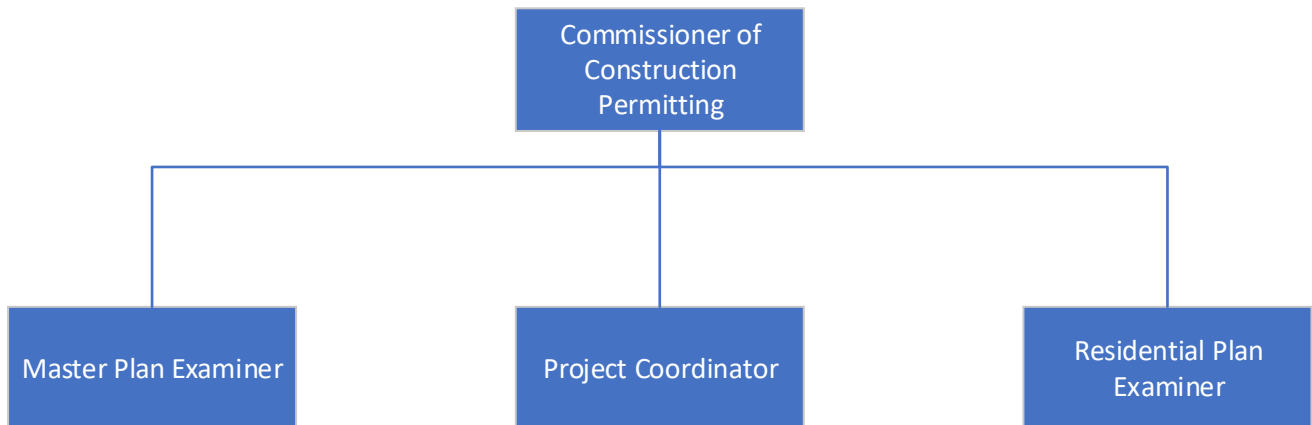 Commissioner of
Construction
Permitting
Master Plan Examiner
Project Coordinator
Residential Plan
Examiner